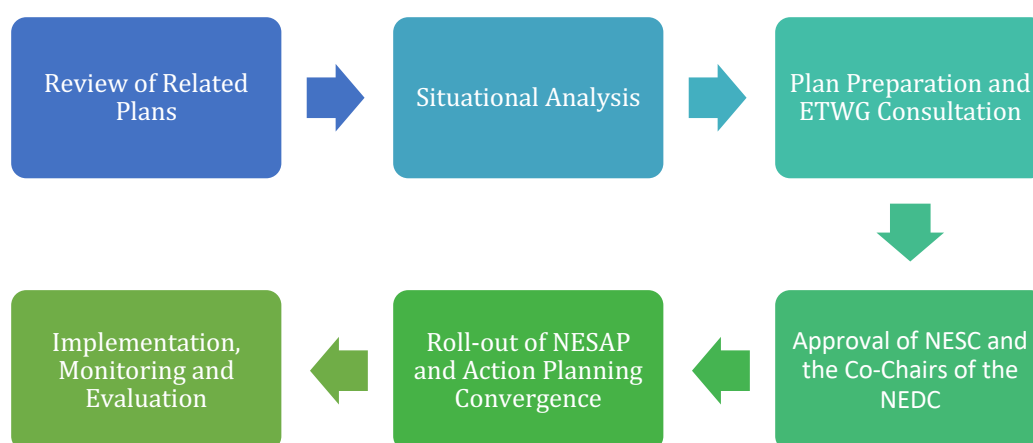 Review of Related
Plans
Situational Analysis
Plan Preparation and
ETWG Consultation
Approval of NESC and
the Co-Chairs of the
NEDC
Roll-out of NESAP
and Action Planning
Convergence
Implementation,
Monitoring and
Evaluation